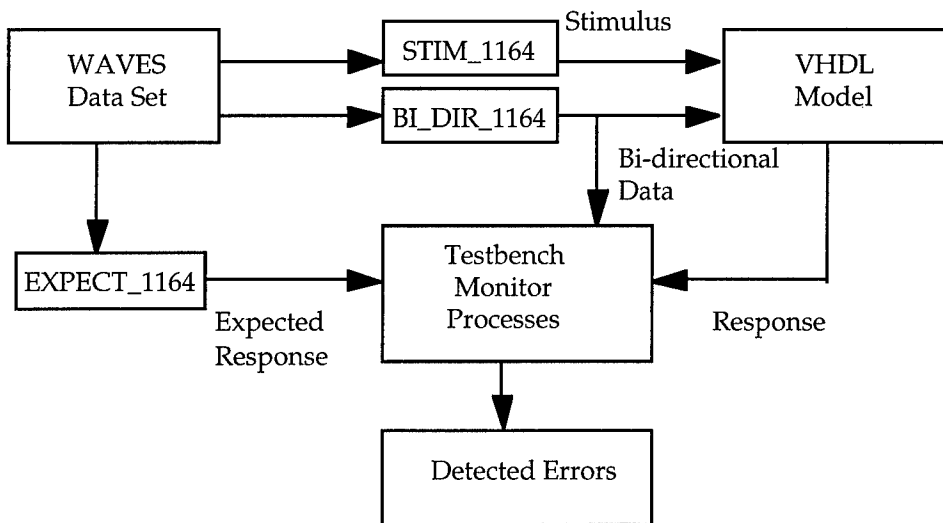 Stimulus
WAVES
Data Set
STIM_1164
VHDL
Model
BI_DIR_1164
Bi-directional
Data
EXPECT_1164
Testbench
Monitor
Processes
Expected
Response
Response
Detected Errors